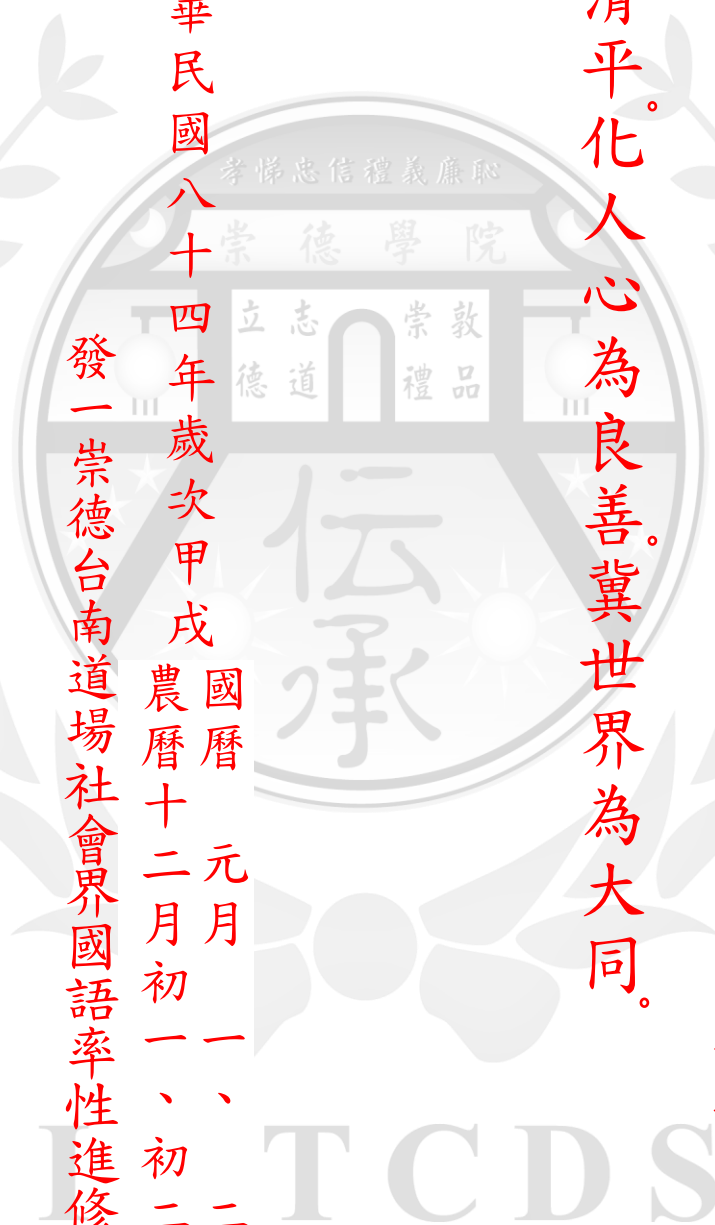 清平。化人心為良善。冀世界為大同。
華民國八十四年歲次甲戌
國曆 元月 一、二
農曆十二月初一、初二
發一崇德台南道場社會界國語率性進修
孝悌忠信禮義廉恥
崇德學院
立志 崇敦
德道 禮品
伝承
TCDS